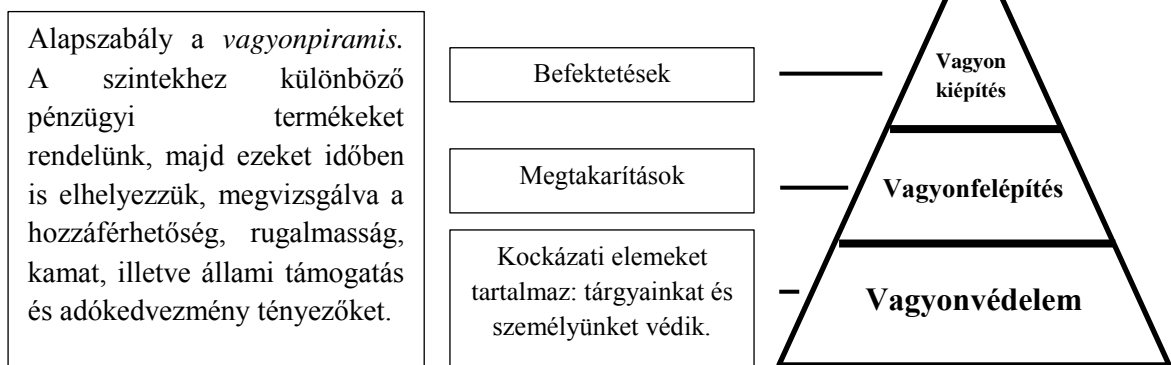 Alapszabály a vagyonpiramis.
A szintekhez különböző
pénzügyi termékeket
rendelünk, majd ezeket időben
is elhelyezzük, megvizsgálva a
hozzáférhetőség, rugalmasság,
kamat, illetve állami támogatás
és adókedvezmény tényezőket.
Befektetések
Megtakarítások
Kockázati elemeket
tartalmaz: tárgyainkat és
személyünket védik.
Vagyon
kiépítés
Vagyonfelépítés
Vagyonvédelem